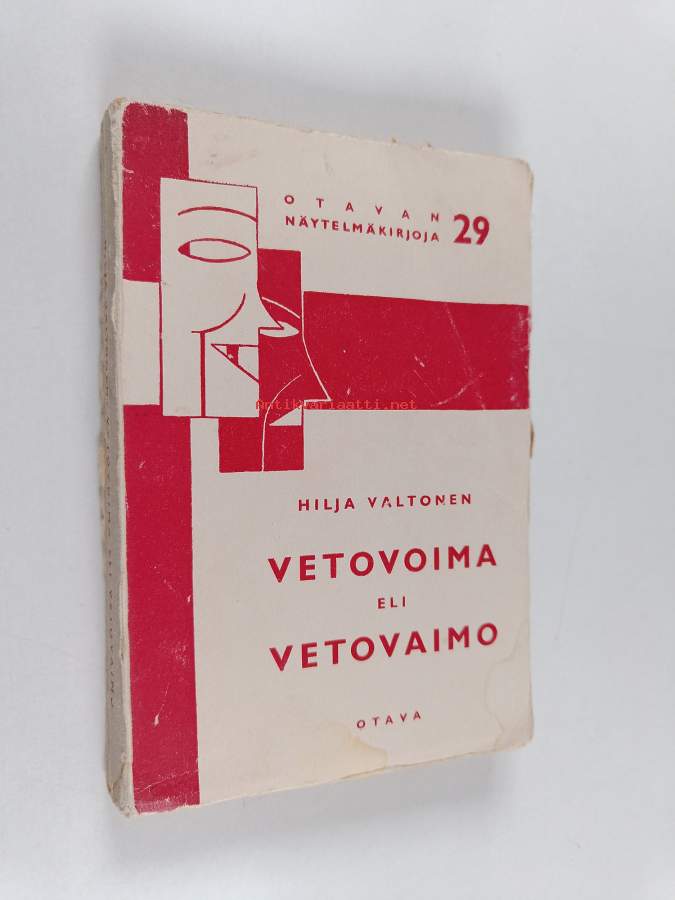 OTAVAN
NÄYTELMÄKIRJOJA 29
Antikvariaatti.net
HILJA VALTONEN
VETOVOIMA
ELI
VETOVAIMO
OTAVA